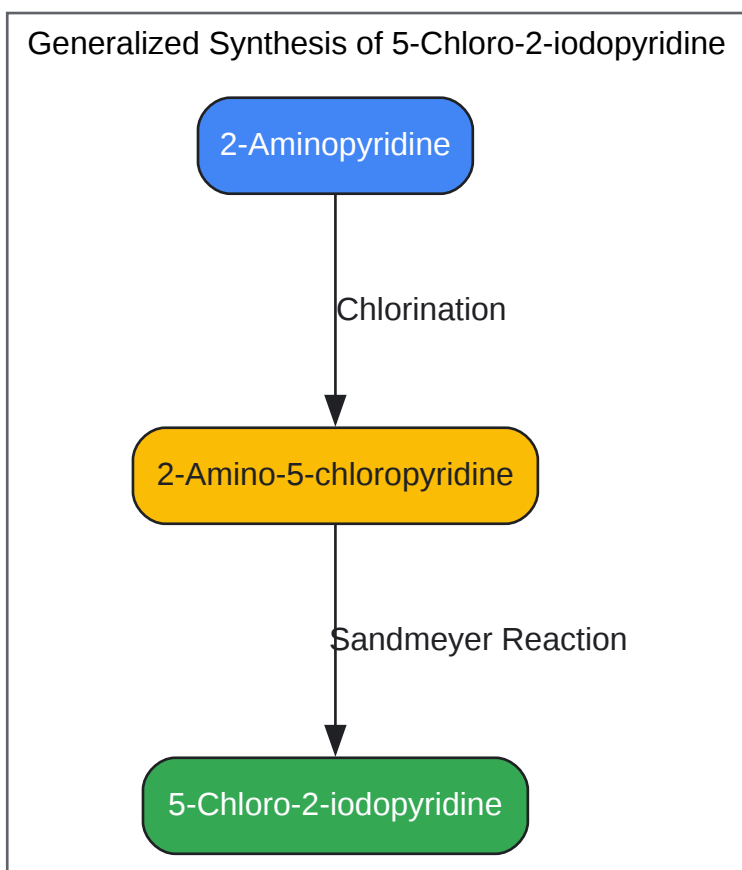 Generalized Synthesis of 5-Chloro-2-iodopyridine
2-Aminopyridine
Chlorination
2-Amino-5-chloropyridine
Sandmeyer Reaction
5-Chloro-2-iodopyridine